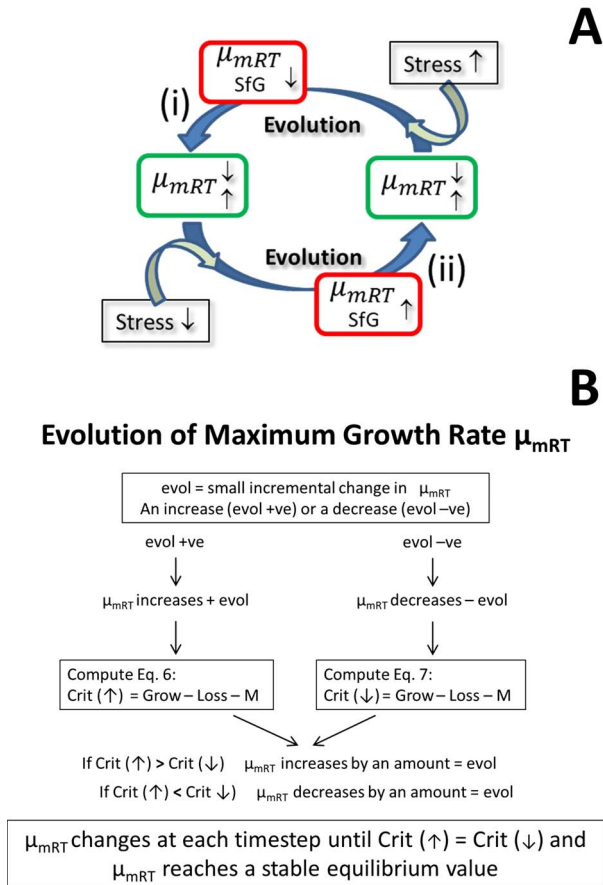 A
μmRT ↓
SfG
Stress ↑
(i)
Evolution
μmRT ↓↑
μmRT ↓↑
Evolution
(ii)
μmRT ↑
SfG
Stress ↓
B
Evolution of Maximum Growth Rate μmRT
evol = small incremental change in μmRT
An increase (evol +ve) or a decrease (evol –ve)
evol +ve
evol –ve
μmRT increases + evol
μmRT decreases – evol
Compute Eq. 6:
Crit (↑) = Grow – Loss – M
Compute Eq. 7:
Crit (↓) = Grow – Loss – M
If Crit (↑) > Crit (↓) μmRT increases by an amount = evol
If Crit (↑) < Crit ↓) μmRT decreases by an amount = evol
μmRT changes at each timestep until Crit (↑) = Crit (↓) and
μmRT reaches a stable equilibrium value